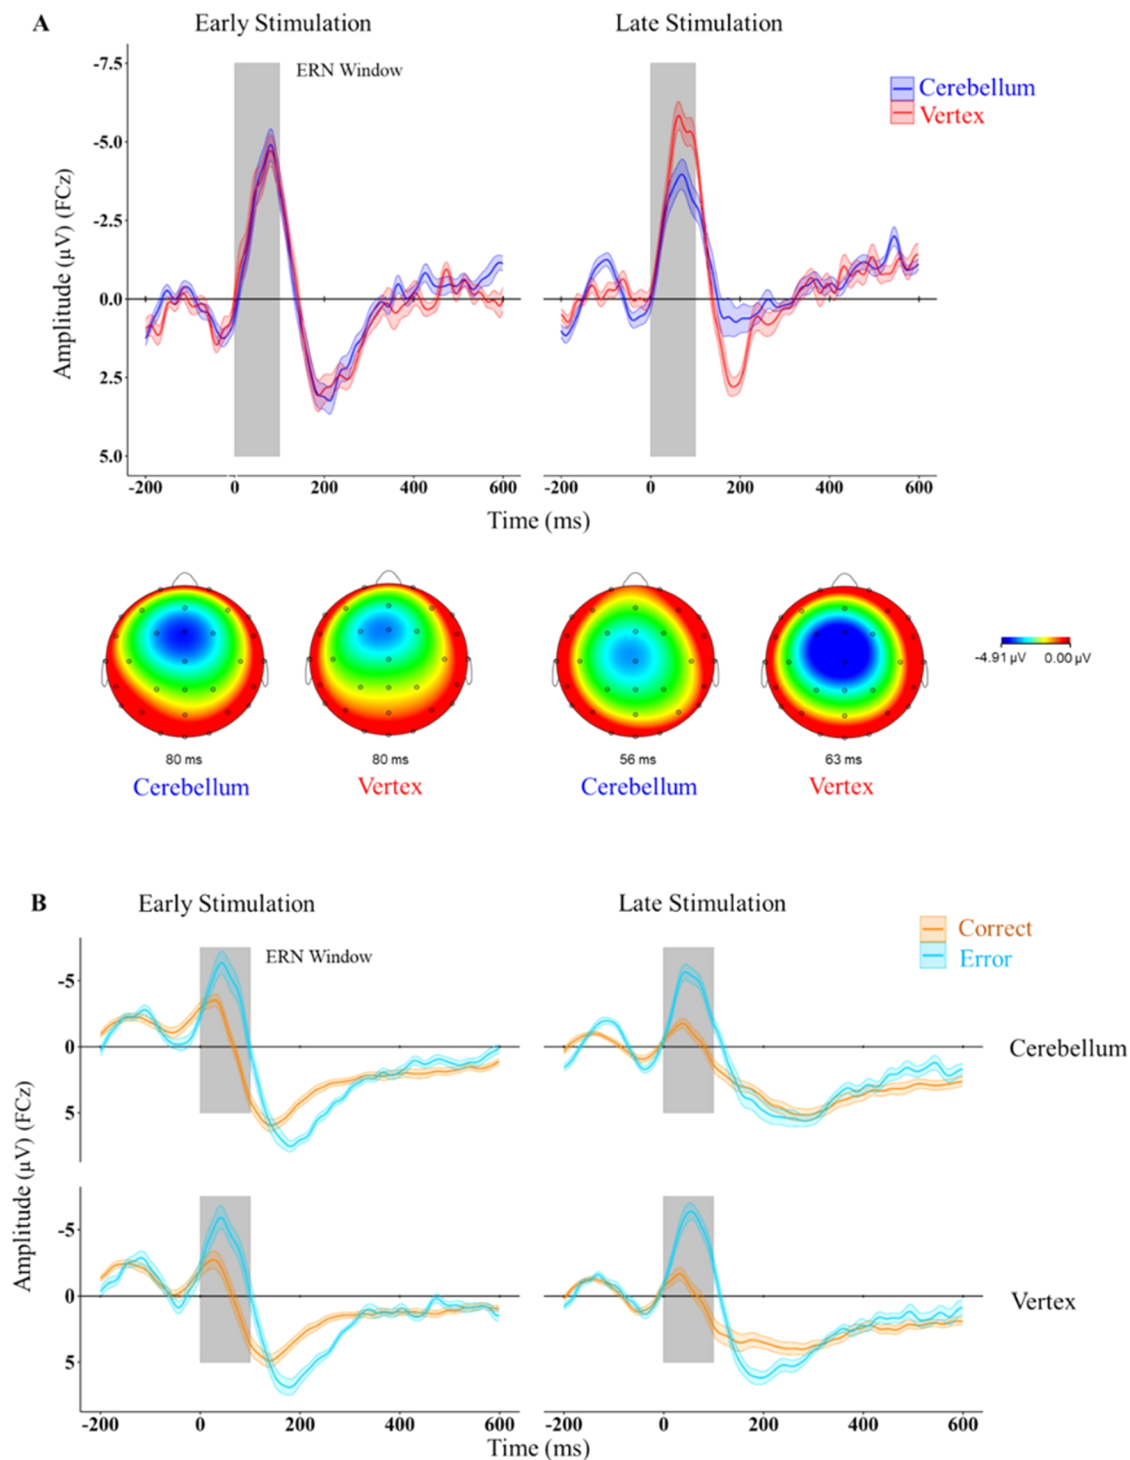 A
Early Stimulation
Late Stimulation
-7.5
-5.0
-2.5
0.0
2.5
5.0
Amplitude (µV) (FCz)
ERN Window
Cerebellum
Vertex
-200 0 200 400 600
-200 0 200 400 600
Time (ms)
80 ms
Cerebellum
80 ms
Vertex
56 ms
Cerebellum
63 ms
Vertex
-4.91 µV 0.00 µV
B
Early Stimulation
Late Stimulation
Correct
Error
ERN Window
-5
0
5
Cerebellum
Amplitude (µV) (FCz)
-5
0
5
Vertex
-200 0 200 400 600
-200 0 200 400 600
Time (ms)